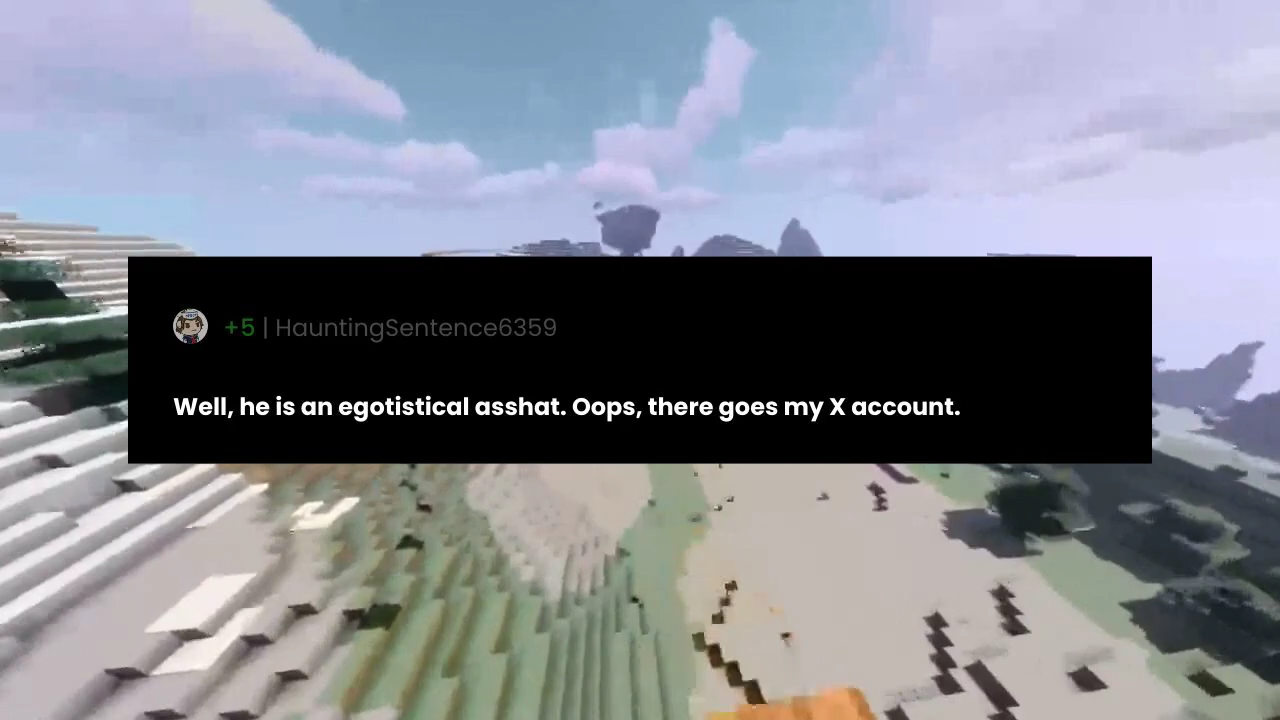 +5 | HauntingSentence6359
Well, he is an egotistical asshat. Oops, there goes my X account.